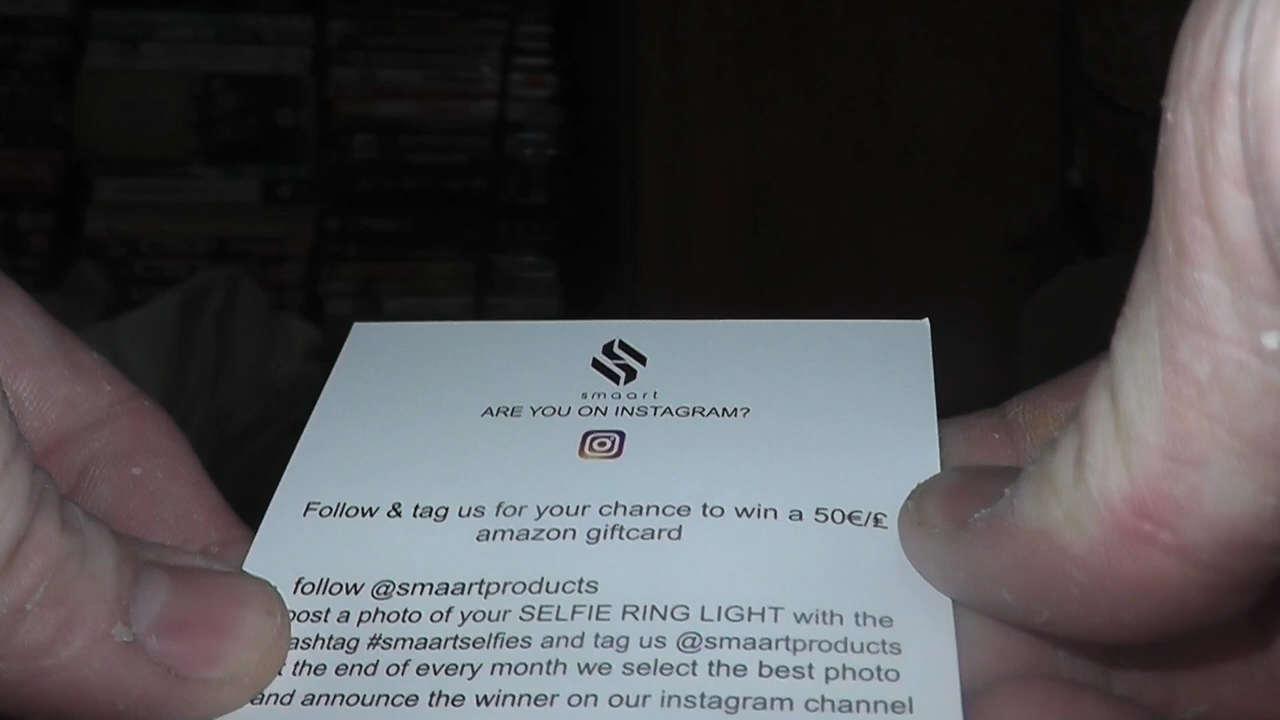 smaart
ARE YOU ON INSTAGRAM?
Follow & tag us for your chance to win a 50€/£
amazon giftcard
follow @smaartproducts
a photo of your SELFIE RING LIGHT with the
#smaartselfies and tag us @smaartproducts
the end of every month we select the best photo
and announce the winner on our instagram channel